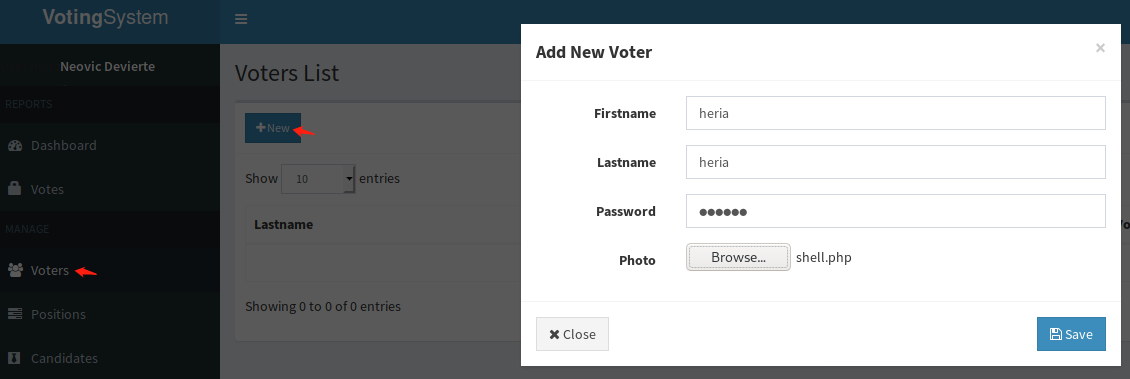 VotingSystem
Neovic Devierte
REPORTS
Dashboard
Votes
MANAGE
Voters
Positions
Candidates
Voters List
New
Show 10 entries
Lastname
Showing 0 to 0 of 0 entries
Add New Voter
×
Firstname heria
Lastname heria
Password ●●●●●●
Photo Browse... shell.php
Close Save